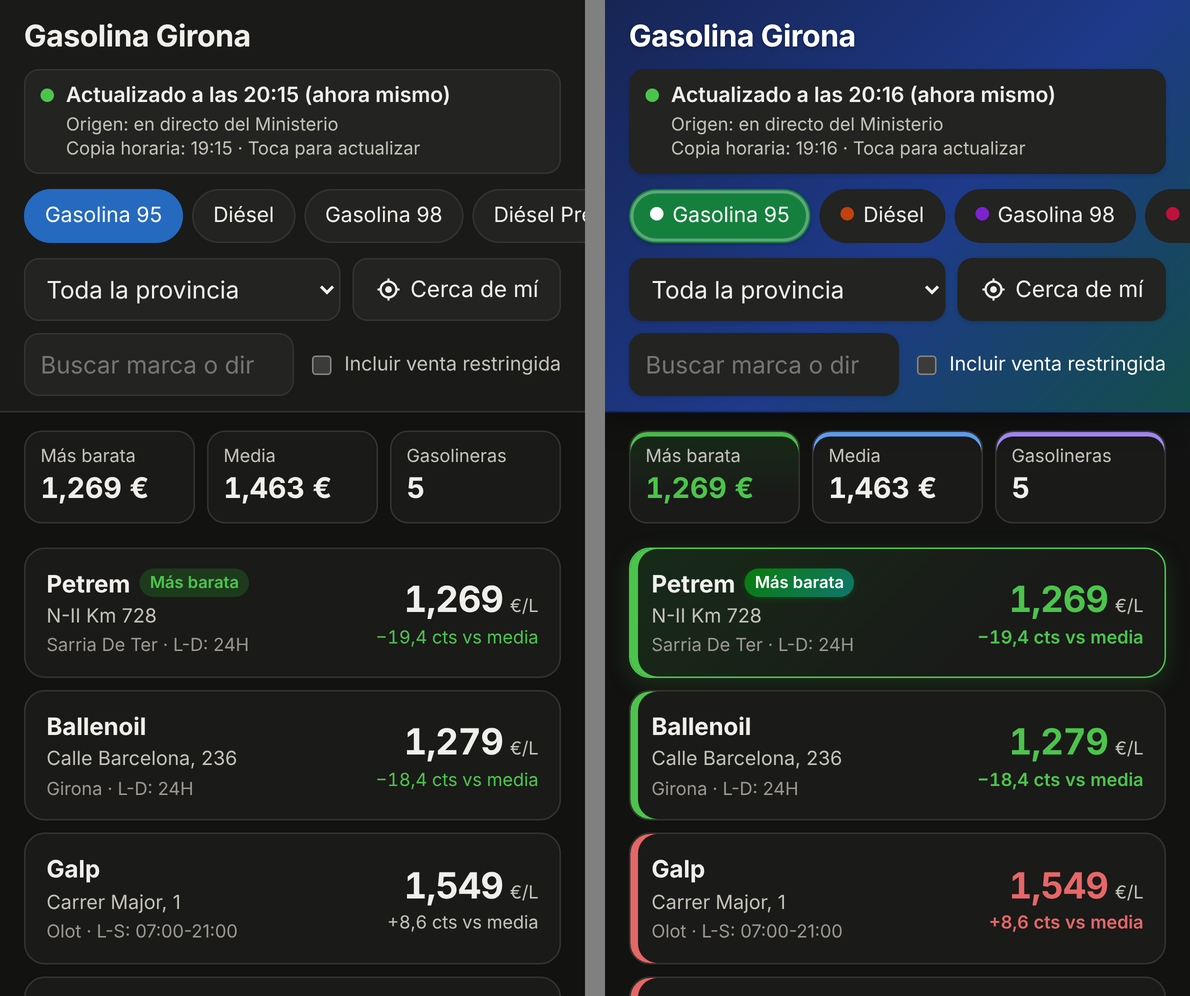 Gasolina Girona
Actualizado a las 20:15 (ahora mismo)
Origen: en directo del Ministerio
Copia horaria: 19:15 · Toca para actualizar
Gasolina 95
Diésel
Gasolina 98
Diésel Pre
Toda la provincia
Cerca de mí
Buscar marca o dir
Incluir venta restringida
Más barata
1,269 €
Media
1,463 €
Gasolineras
5
Petrem Más barata
N-II Km 728
Sarria De Ter · L-D: 24H
1,269 €/L
−19,4 cts vs media
Ballenoil
Calle Barcelona, 236
Girona · L-D: 24H
1,279 €/L
−18,4 cts vs media
Galp
Carrer Major, 1
Olot · L-S: 07:00-21:00
1,549 €/L
+8,6 cts vs media
Gasolina Girona
Actualizado a las 20:16 (ahora mismo)
Origen: en directo del Ministerio
Copia horaria: 19:16 · Toca para actualizar
Gasolina 95
Diésel
Gasolina 98
Toda la provincia
Cerca de mí
Buscar marca o dir
Incluir venta restringida
Más barata
1,269 €
Media
1,463 €
Gasolineras
5
Petrem Más barata
N-II Km 728
Sarria De Ter · L-D: 24H
1,269 €/L
−19,4 cts vs media
Ballenoil
Calle Barcelona, 236
Girona · L-D: 24H
1,279 €/L
−18,4 cts vs media
Galp
Carrer Major, 1
Olot · L-S: 07:00-21:00
1,549 €/L
+8,6 cts vs media